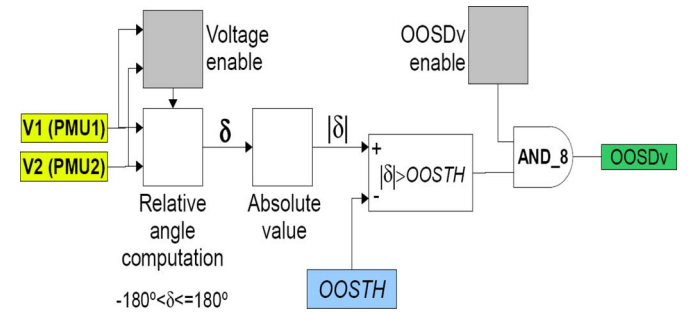 Voltage
enable
OOSDv
enable
V1 (PMU1)
V2 (PMU2)
δ
|δ|
+
-
|δ|>OOSTH
AND_8
OOSDv
Relative
angle
computation
Absolute
value
-180º<δ<=180º
OOSTH